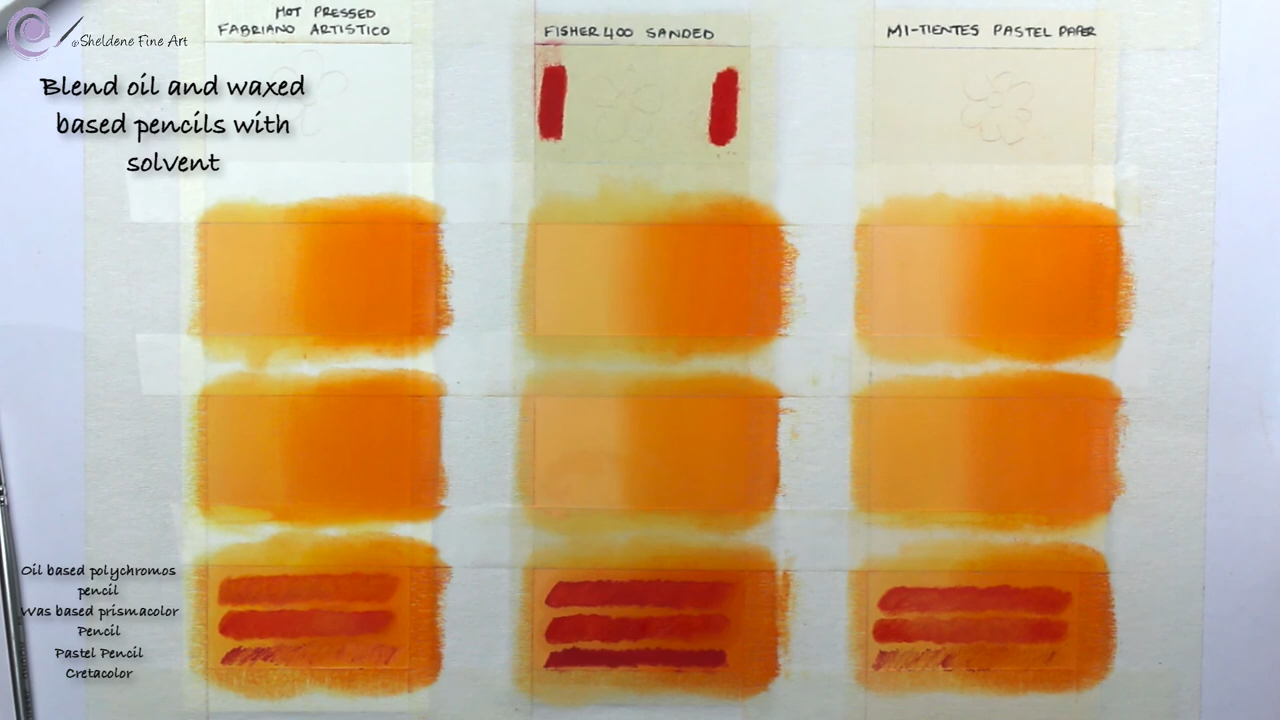 @Sheldene Fine Art
Blend oil and waxed
based pencils with
solvent
HOT PRESSED
FABRIANO ARTISTICO
FISHER 400 SANDED
MI-TIENTES PASTEL PAPER
Oil based polychromos
pencil
Was based prismacolor
Pencil
Pastel Pencil
Cretacolor